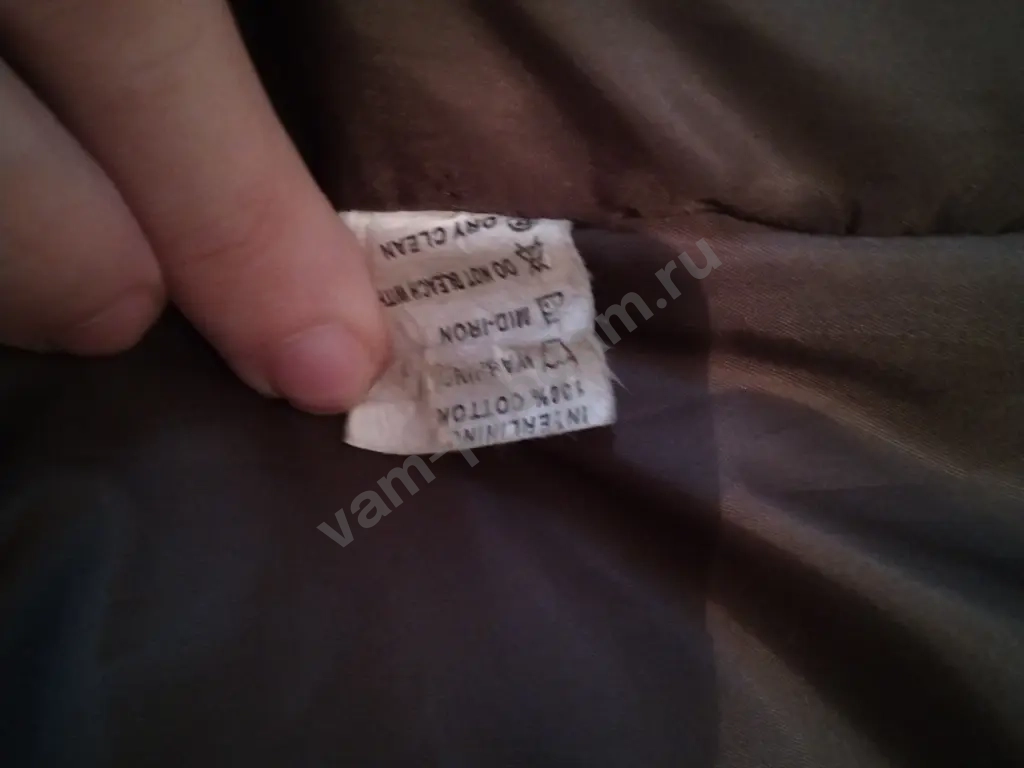 INTERLINING
100% COTTON
MID-IRON
DO NOT BLEACH WITH
DRY CLEAN